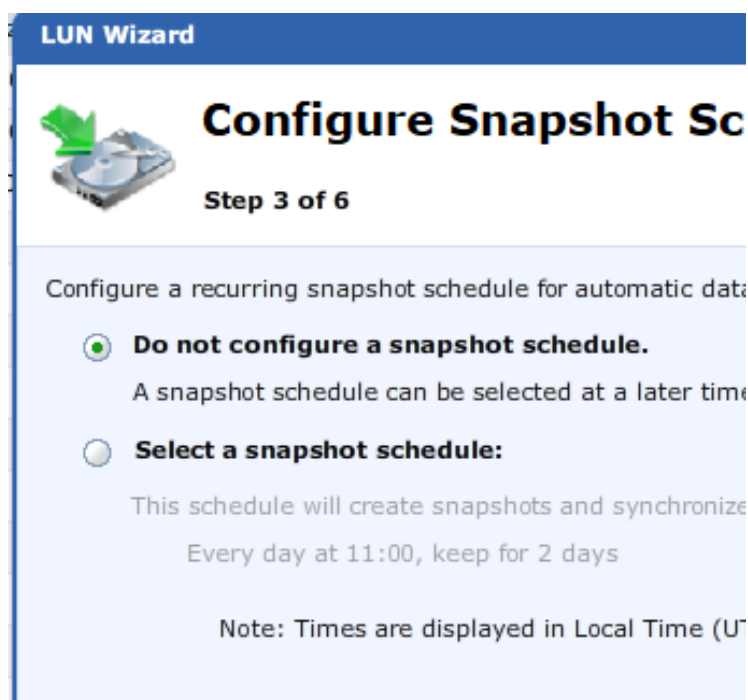 LUN Wizard
Configure Snapshot Sc
Step 3 of 6
Configure a recurring snapshot schedule for automatic data
Do not configure a snapshot schedule.
A snapshot schedule can be selected at a later time
Select a snapshot schedule:
This schedule will create snapshots and synchronize
Every day at 11:00, keep for 2 days
Note: Times are displayed in Local Time (UT